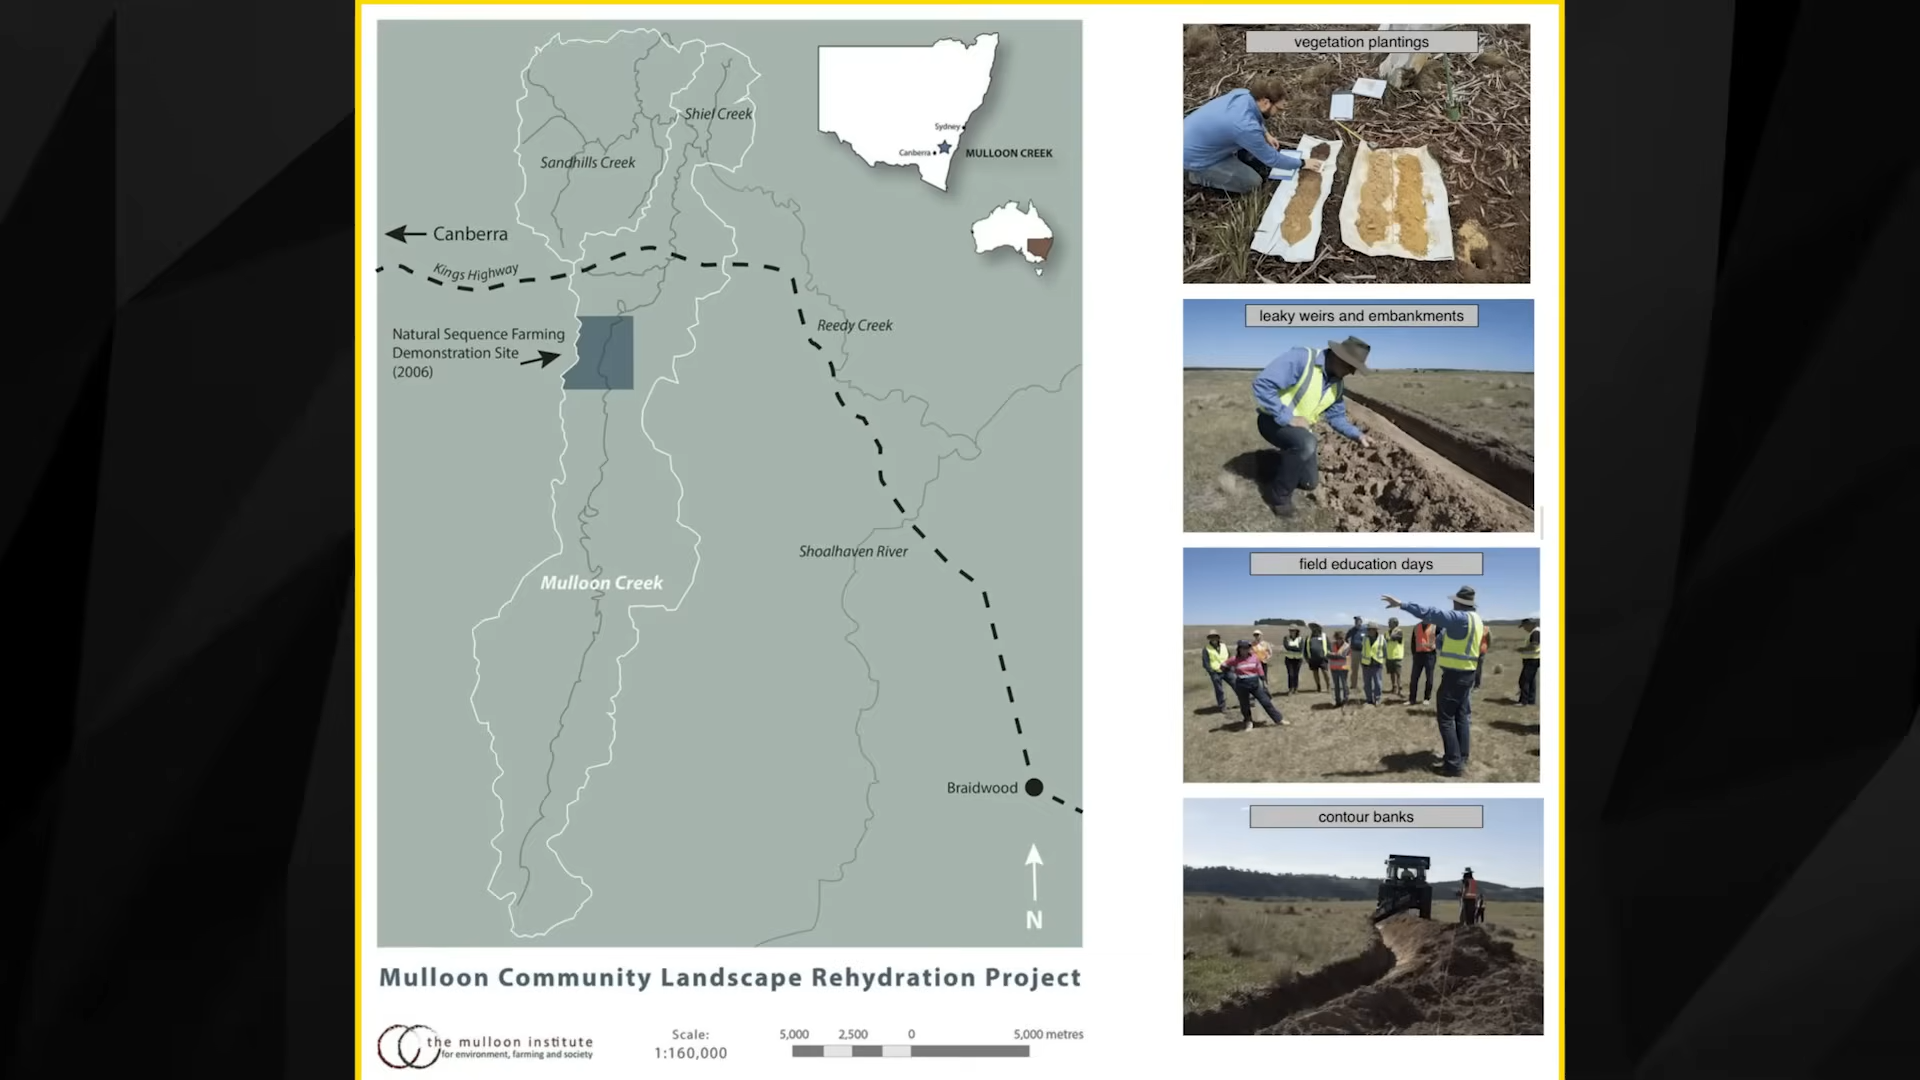 Shiel Creek
Sandhills Creek
Sydney
Canberra
MULLOON CREEK
Canberra
Kings Highway
Natural Sequence Farming
Demonstration Site
(2006)
Reedy Creek
Shoalhaven River
Mulloon Creek
Braidwood
N
Mulloon Community Landscape Rehydration Project
the mulloon institute
for environment, farming and society
Scale:
1:160,000
5,000 2,500 0 5,000 metres
vegetation plantings
leaky weirs and embankments
field education days
contour banks